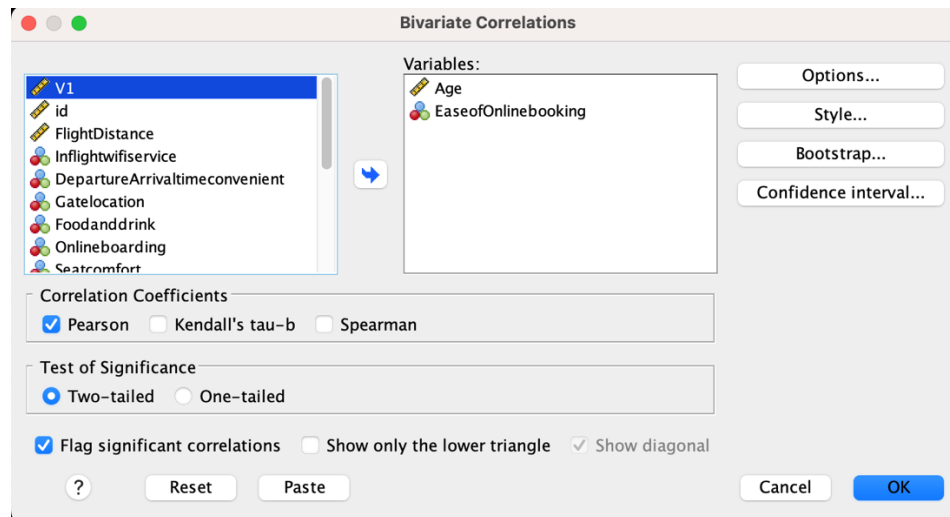 Bivariate Correlations
V1
id
FlightDistance
Inflightwifiservice
DepartureArrivaltimeconvenient
Gatelocation
Foodanddrink
Onlineboarding
Seatcomfort
Variables:
Age
EaseofOnlinebooking
Options...
Style...
Bootstrap...
Confidence interval...
Correlation Coefficients
Pearson Kendall's tau-b Spearman
Test of Significance
Two-tailed One-tailed
Flag significant correlations Show only the lower triangle Show diagonal
? Reset Paste Cancel OK